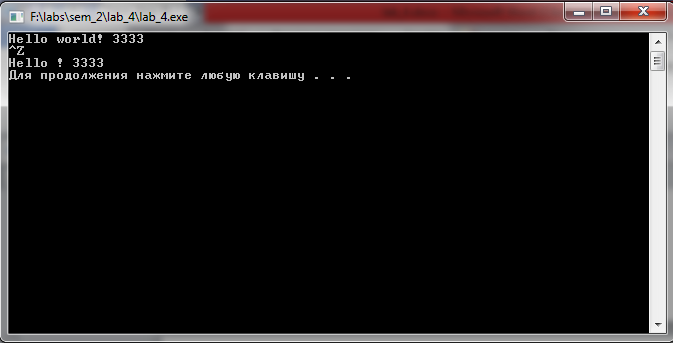 F:\labs\sem_2\lab_4\lab_4.exe
Hello world! 3333
^Z
Hello ! 3333
Для продолжения нажмите любую клавишу . . .